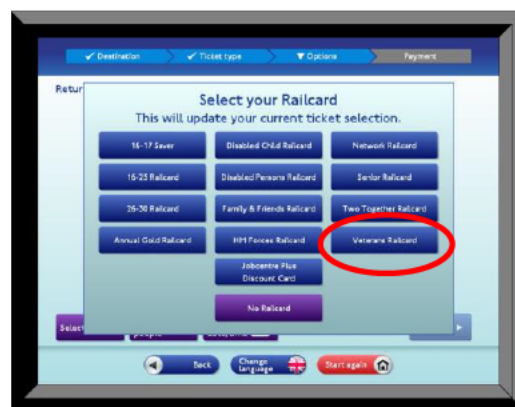 ✓ Destination ✓ Ticket type ▼ Options Payment
Retur
Select your Railcard
This will update your current ticket selection.
16-17 Saver Disabled Child Railcard Network Railcard
16-25 Railcard Disabled Persons Railcard Senior Railcard
26-30 Railcard Family & Friends Railcard Two Together Railcard
Annual Gold Railcard HM Forces Railcard Veterans Railcard
Jobcentre Plus
Discount Card
No Railcard
Select
Back Change
language Start again